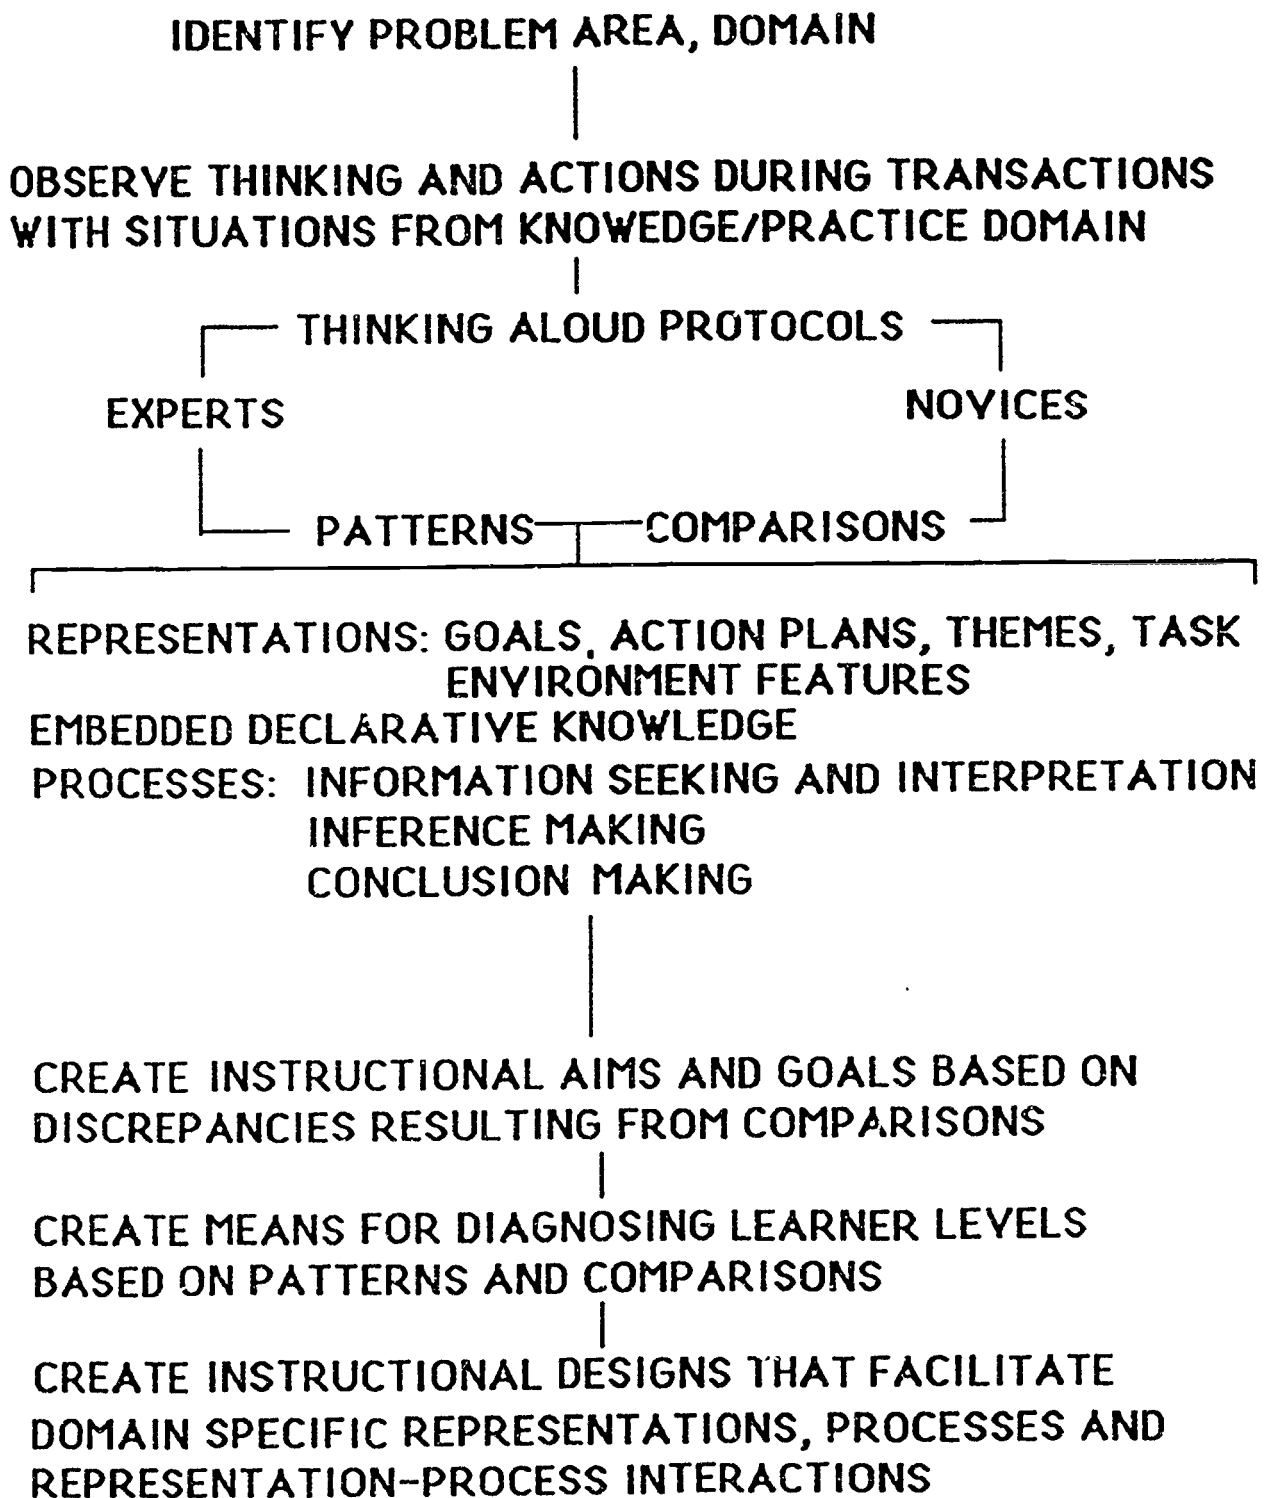 IDENTIFY PROBLEM AREA, DOMAIN
OBSERVE THINKING AND ACTIONS DURING TRANSACTIONS
WITH SITUATIONS FROM KNOWEDGE/PRACTICE DOMAIN
THINKING ALOUD PROTOCOLS
EXPERTS
NOVICES
PATTERNS
COMPARISONS
REPRESENTATIONS: GOALS, ACTION PLANS, THEMES, TASK
ENVIRONMENT FEATURES
EMBEDDED DECLARATIVE KNOWLEDGE
PROCESSES: INFORMATION SEEKING AND INTERPRETATION
INFERENCE MAKING
CONCLUSION MAKING
CREATE INSTRUCTIONAL AIMS AND GOALS BASED ON
DISCREPANCIES RESULTING FROM COMPARISONS
CREATE MEANS FOR DIAGNOSING LEARNER LEVELS
BASED ON PATTERNS AND COMPARISONS
CREATE INSTRUCTIONAL DESIGNS THAT FACILITATE
DOMAIN SPECIFIC REPRESENTATIONS, PROCESSES AND
REPRESENTATION-PROCESS INTERACTIONS